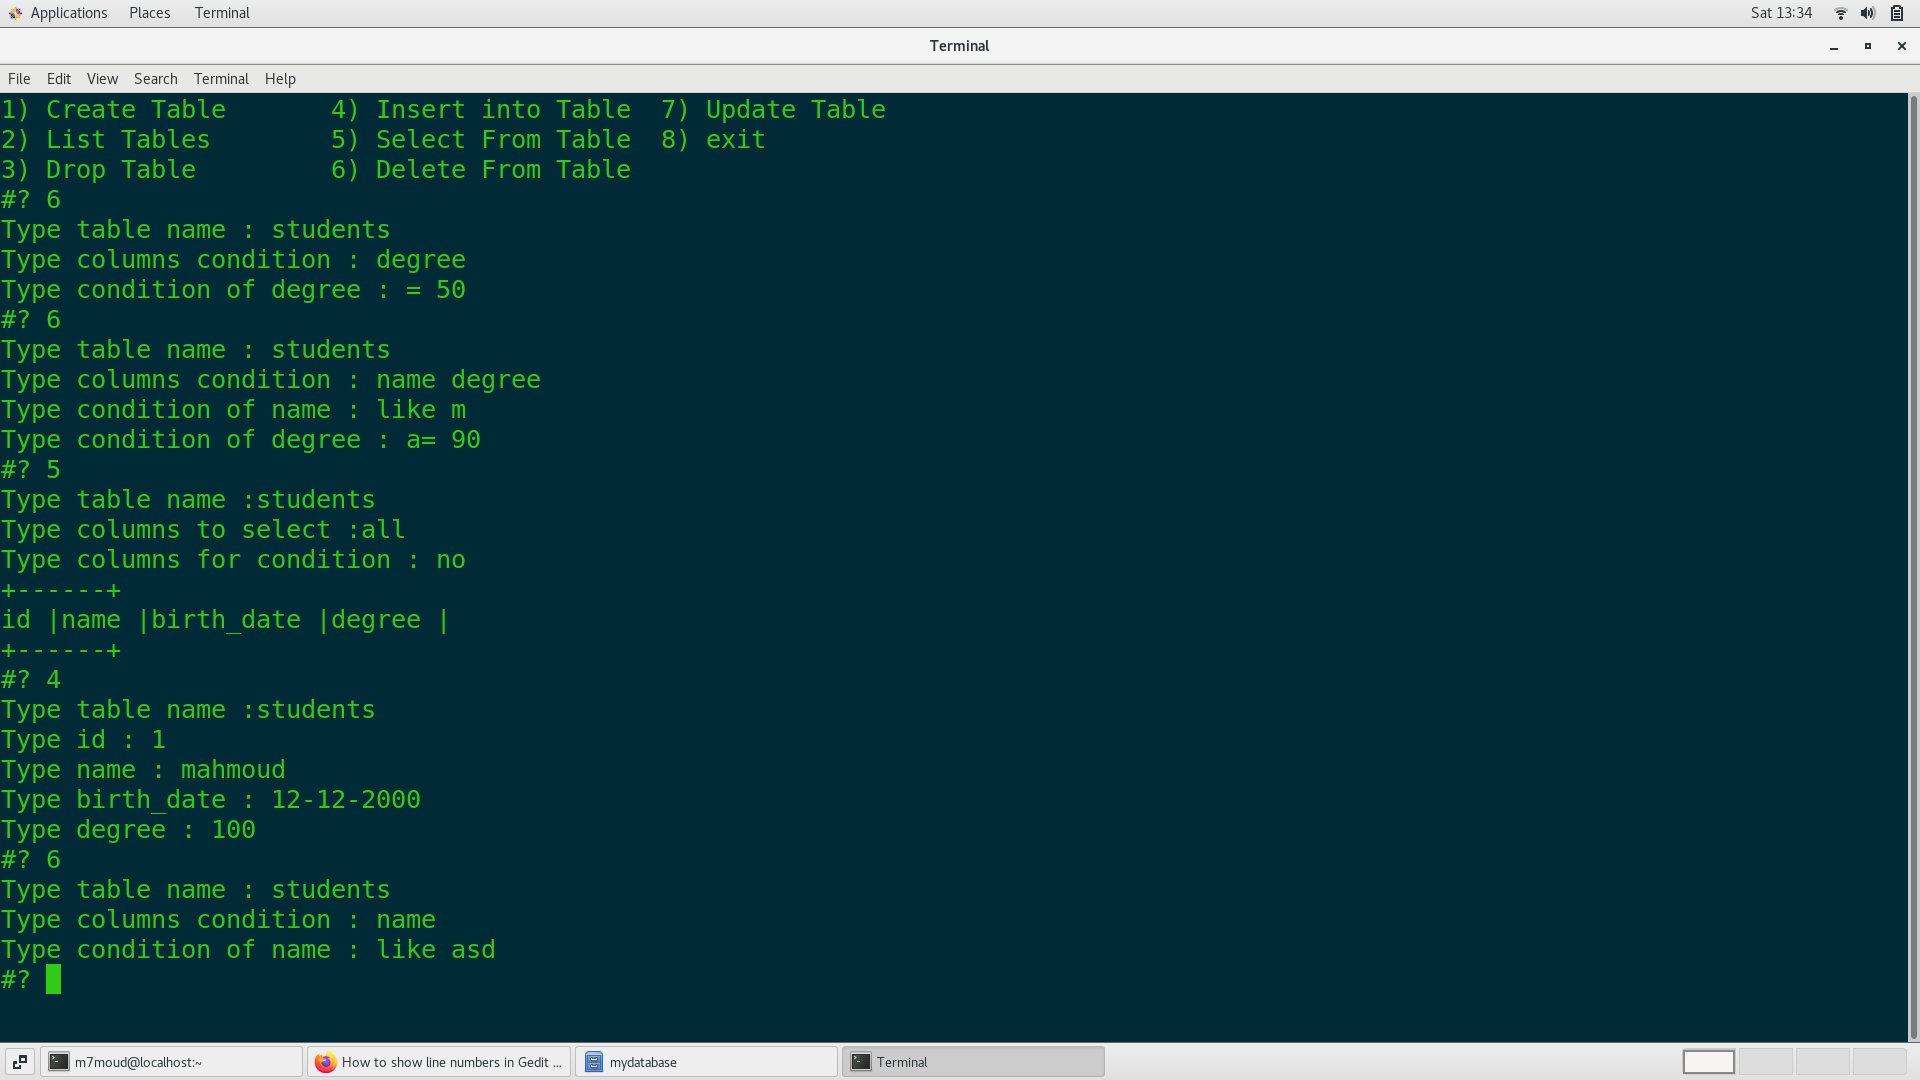 Applications Places Terminal Sat 13:34
Terminal
File Edit View Search Terminal Help
1) Create Table       4) Insert into Table  7) Update Table
2) List Tables        5) Select From Table  8) exit
3) Drop Table         6) Delete From Table
#? 6
Type table name : students
Type columns condition : degree
Type condition of degree : = 50
#? 6
Type table name : students
Type columns condition : name degree
Type condition of name : like m
Type condition of degree : a= 90
#? 5
Type table name :students
Type columns to select :all
Type columns for condition : no
+------+
id |name |birth_date |degree |
+------+
#? 4
Type table name :students
Type id : 1
Type name : mahmoud
Type birth_date : 12-12-2000
Type degree : 100
#? 6
Type table name : students
Type columns condition : name
Type condition of name : like asd
#?
m7moud@localhost:~ How to show line numbers in Gedit ... mydatabase Terminal